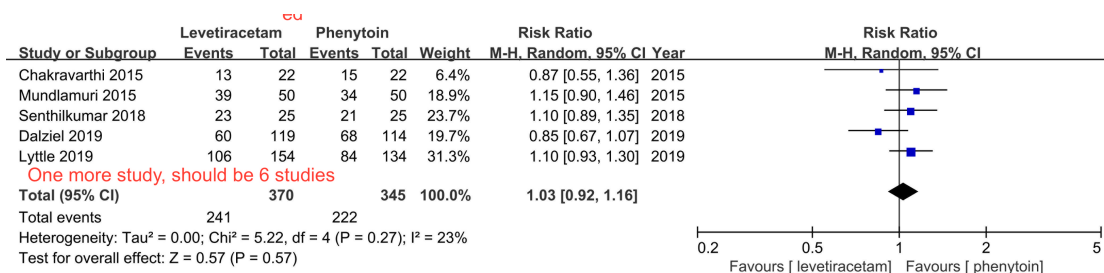 ed
Levetiracetam Phenytoin Risk Ratio Risk Ratio
Study or Subgroup Events Total Events Total Weight M-H, Random, 95% CI Year M-H, Random, 95% CI
Chakravarthi 2015 13 22 15 22 6.4% 0.87 [0.55, 1.36] 2015
Mundlamuri 2015 39 50 34 50 18.9% 1.15 [0.90, 1.46] 2015
Senthilkumar 2018 23 25 21 25 23.7% 1.10 [0.89, 1.35] 2018
Dalziel 2019 60 119 68 114 19.7% 0.85 [0.67, 1.07] 2019
Lyttle 2019 106 154 84 134 31.3% 1.10 [0.93, 1.30] 2019
One more study, should be 6 studies
Total (95% CI) 370 345 100.0% 1.03 [0.92, 1.16]
Total events 241 222
Heterogeneity: Tau² = 0.00; Chi² = 5.22, df = 4 (P = 0.27); I² = 23%
Test for overall effect: Z = 0.57 (P = 0.57)
0.2 0.5 1 2 5
Favours [ levetiracetam] Favours [ phenytoin]